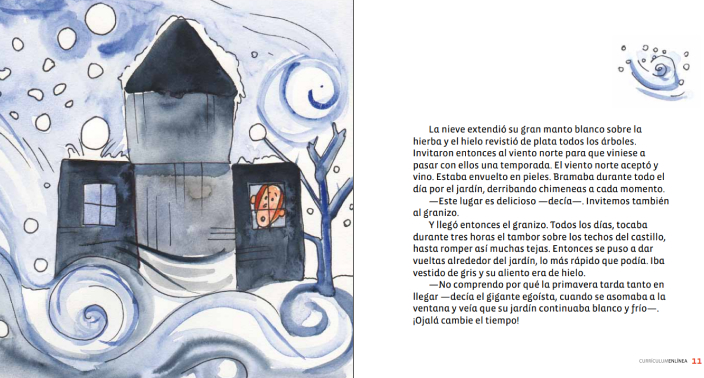 La nieve extendió su gran manto blanco sobre la
hierba y el hielo revistió de plata todos los árboles.
Invitaron entonces al viento norte para que viniese a
pasar con ellos una temporada. El viento norte aceptó y
vino. Estaba envuelto en pieles. Bramaba durante todo el
día por el jardín, derribando chimeneas a cada momento.
—Este lugar es delicioso —decía—. Invitemos también
al granizo.
Y llegó entonces el granizo. Todos los días, tocaba
durante tres horas el tambor sobre los techos del castillo,
hasta romper así muchas tejas. Entonces se puso a dar
vueltas alrededor del jardín, lo más rápido que podía. Iba
vestido de gris y su aliento era de hielo.
—No comprendo por qué la primavera tarda tanto en
llegar —decía el gigante egoísta, cuando se asomaba a la
ventana y veía que su jardín continuaba blanco y frío—.
¡Ojalá cambie el tiempo!
CURRICULUMENLÍNEA 11